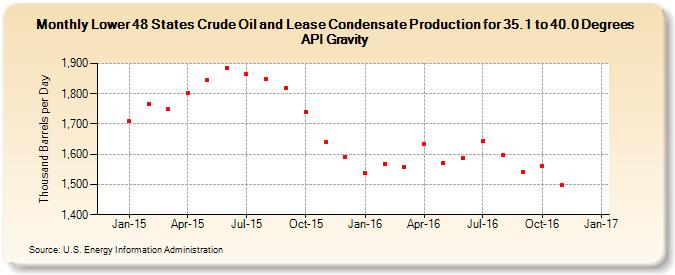 Monthly Lower 48 States Crude Oil and Lease Condensate Production for 35.1 to 40.0 Degrees
API Gravity
Thousand Barrels per Day
1,900
1,800
1,700
1,600
1,500
1,400
Jan-15 Apr-15 Jul-15 Oct-15 Jan-16 Apr-16 Jul-16 Oct-16 Jan-17
Source: U.S. Energy Information Administration